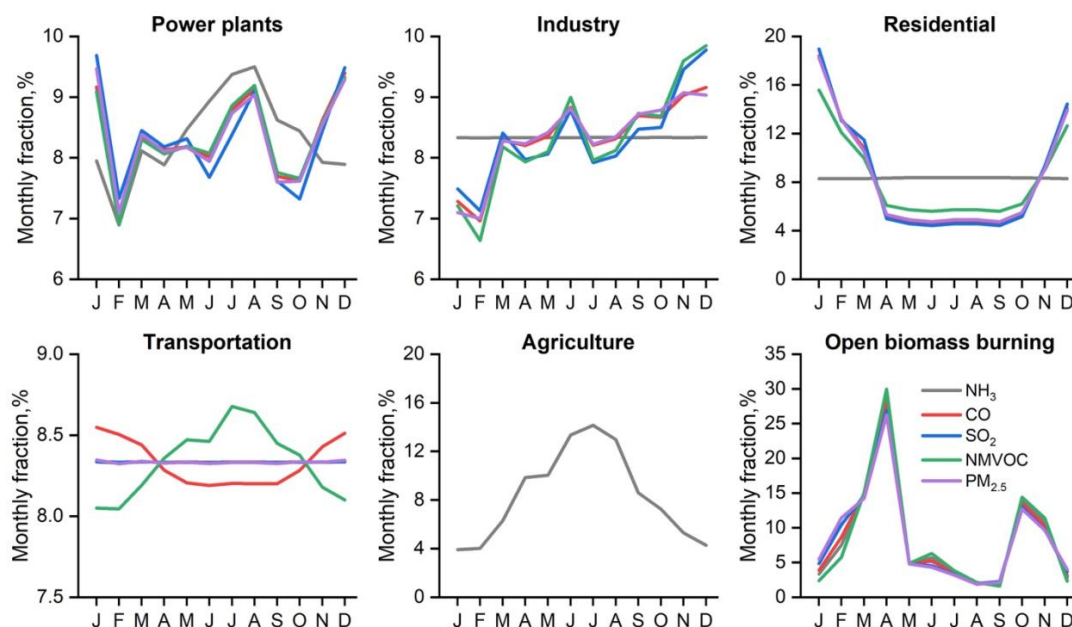 Power plants
Monthly fraction,%
10
9
8
7
6
J F M A M J J A S O N D
Industry
Monthly fraction,%
10
9
8
7
6
J F M A M J J A S O N D
Residential
Monthly fraction,%
20
16
12
8
4
0
J F M A M J J A S O N D
Transportation
Monthly fraction,%
9.0
8.5
8.0
7.5
J F M A M J J A S O N D
Agriculture
Monthly fraction,%
20
16
12
8
4
0
J F M A M J J A S O N D
Open biomass burning
Monthly fraction,%
35
30
25
20
15
10
5
0
NH₃
CO
SO₂
NMVOC
PM₂.₅
J F M A M J J A S O N D